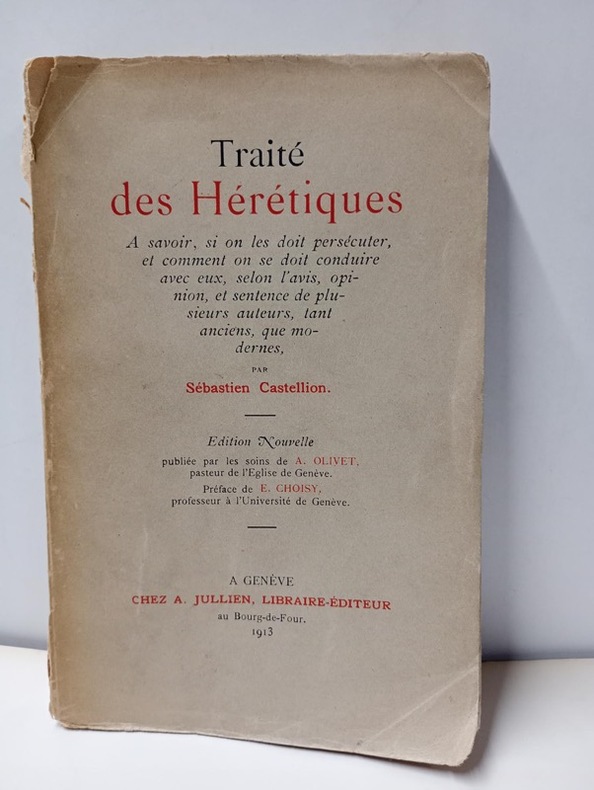 Traité
des Hérétiques
A savoir, si on les doit persécuter,
et comment on se doit conduire
avec eux, selon l'avis, opi-
nion, et sentence de plu-
sieurs auteurs, tant
anciens, que mo-
dernes,
PAR
Sébastien Castellion.
Edition Nouvelle
publiée par les soins de A. OLIVET,
pasteur de l'Eglise de Genève.
Préface de E. CHOISY,
professeur à l'Université de Genève.
A GENÈVE
CHEZ A. JULLIEN, LIBRAIRE-ÉDITEUR
au Bourg-de-Four.
1913